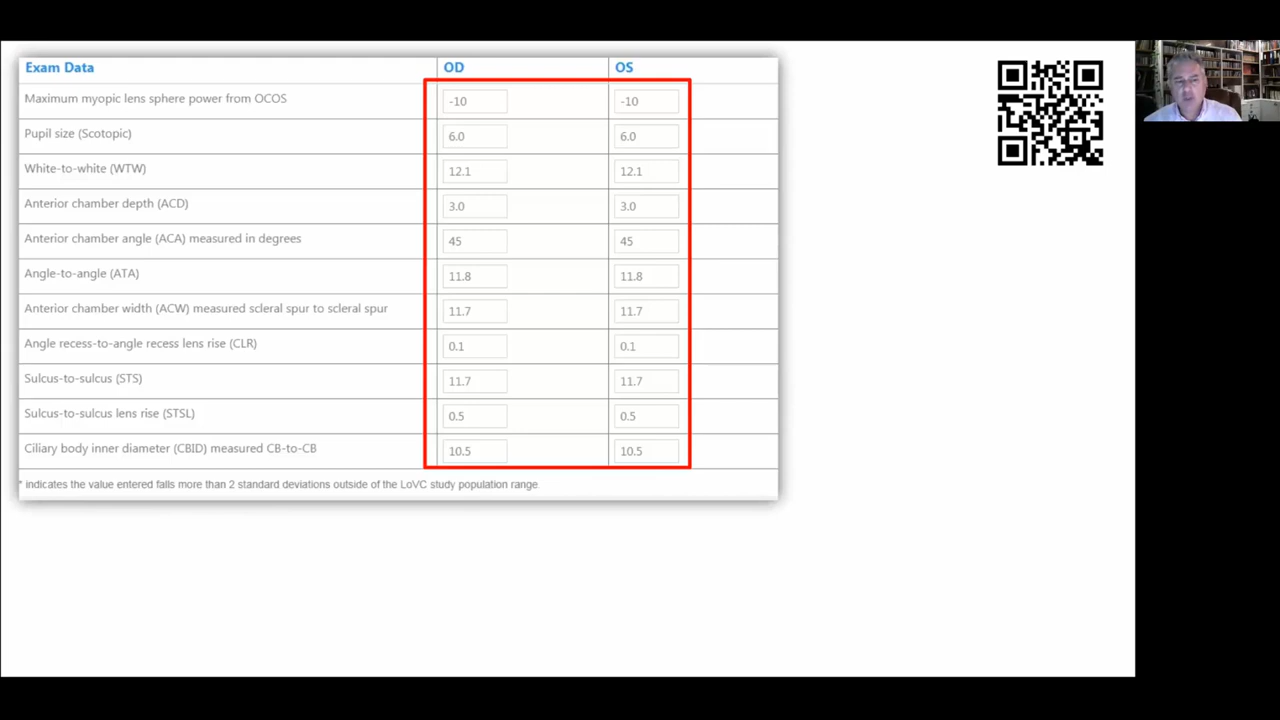 Exam Data OD OS
Maximum myopic lens sphere power from OCOS -10 -10
Pupil size (Scotopic) 6.0 6.0
White-to-white (WTW) 12.1 12.1
Anterior chamber depth (ACD) 3.0 3.0
Anterior chamber angle (ACA) measured in degrees 45 45
Angle-to-angle (ATA) 11.8 11.8
Anterior chamber width (ACW) measured scleral spur to scleral spur 11.7 11.7
Angle recess-to-angle recess lens rise (CLR) 0.1 0.1
Sulcus-to-sulcus (STS) 11.7 11.7
Sulcus-to-sulcus lens rise (STSL) 0.5 0.5
Ciliary body inner diameter (CBID) measured CB-to-CB 10.5 10.5
* indicates the value entered falls more than 2 standard deviations outside of the LoVC study population range.